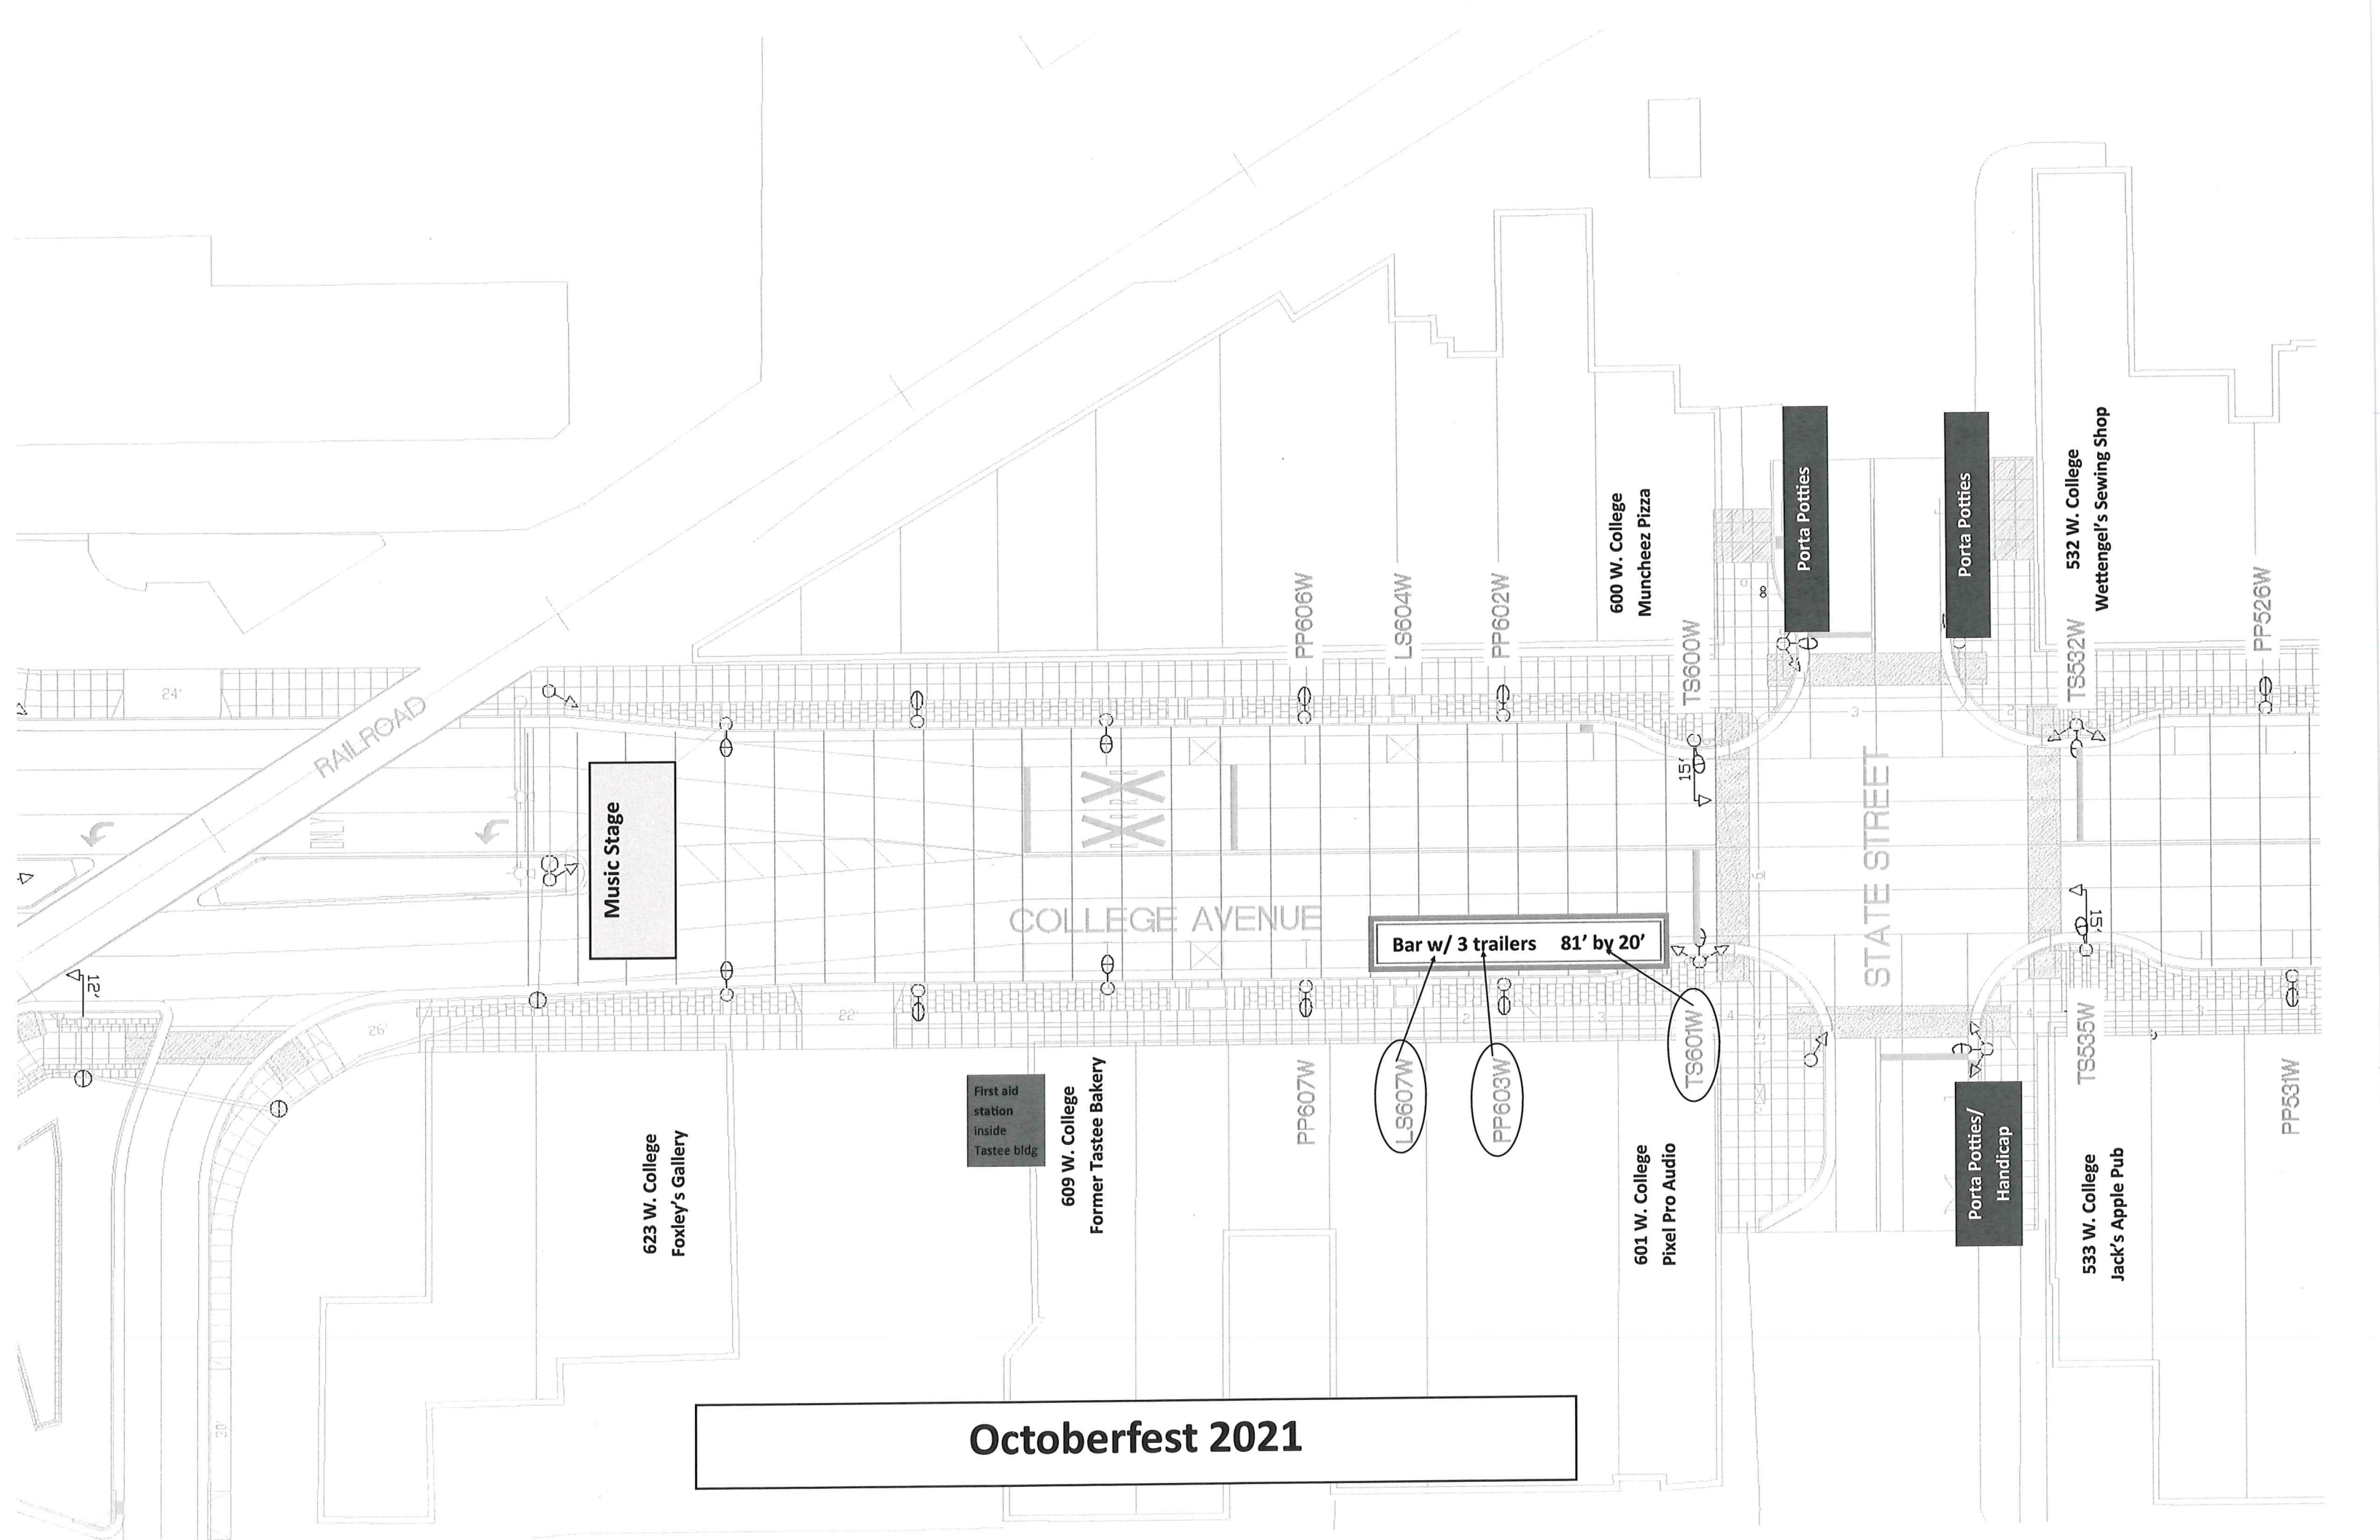 24'
RAILROAD
ONLY
12'
26'
22'
30'
Music Stage
COLLEGE AVENUE
STATE STREET
PP606W
LS604W
PP602W
600 W. College
Muncheez Pizza
TS600W
15'
Porta Potties
Porta Potties
532 W. College
Wettengel's Sewing Shop
TS532W
PP526W
Bar w/ 3 trailers 81' by 20'
15'
623 W. College
Foxley's Gallery
First aid
station
inside
Tastee bldg
609 W. College
Former Tastee Bakery
PP607W
LS607W
PP603W
TS601W
601 W. College
Pixel Pro Audio
Porta Potties/
Handicap
TS535W
533 W. College
Jack's Apple Pub
PP531W
Octoberfest 2021